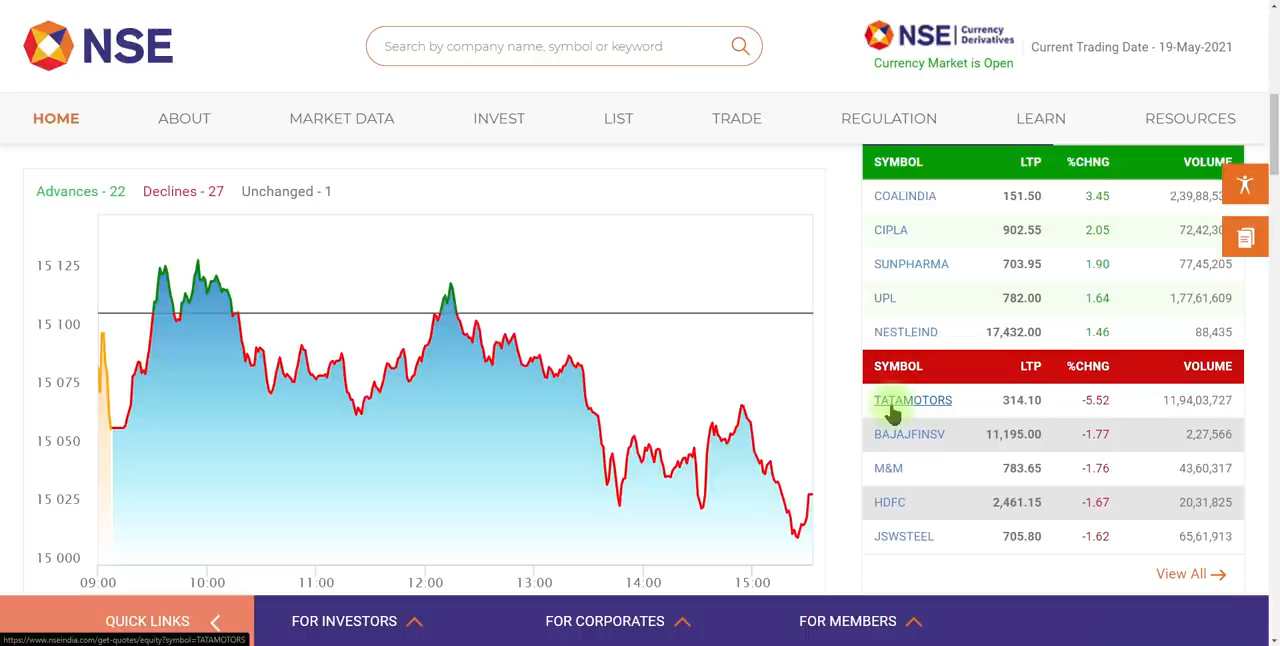 NSE
Search by company name, symbol or keyword
NSE Currency Derivatives
Currency Market is Open
Current Trading Date - 19-May-2021
HOME ABOUT MARKET DATA INVEST LIST TRADE REGULATION LEARN RESOURCES
Advances - 22 Declines - 27 Unchanged - 1
15 125
15 100
15 075
15 050
15 025
15 000
09:00 10:00 11:00 12:00 13:00 14:00 15:00
SYMBOL LTP %CHNG VOLUME
COALINDIA 151.50 3.45
CIPLA 902.55 2.05
SUNPHARMA 703.95 1.90 77,45,205
UPL 782.00 1.64 1,77,61,609
NESTLEIND 17,432.00 1.46 88,435
SYMBOL LTP %CHNG VOLUME
TATAMOTORS 314.10 -5.52 11,94,03,727
BAJAJFINSV 11,195.00 -1.77 2,27,566
M&M 783.65 -1.76 43,60,317
HDFC 2,461.15 -1.67 20,31,825
JSWSTEEL 705.80 -1.62 65,61,913
View All
QUICK LINKS FOR INVESTORS FOR CORPORATES FOR MEMBERS
https://www.nseindia.com/get-quotes/equity?symbol=TATAMOTORS